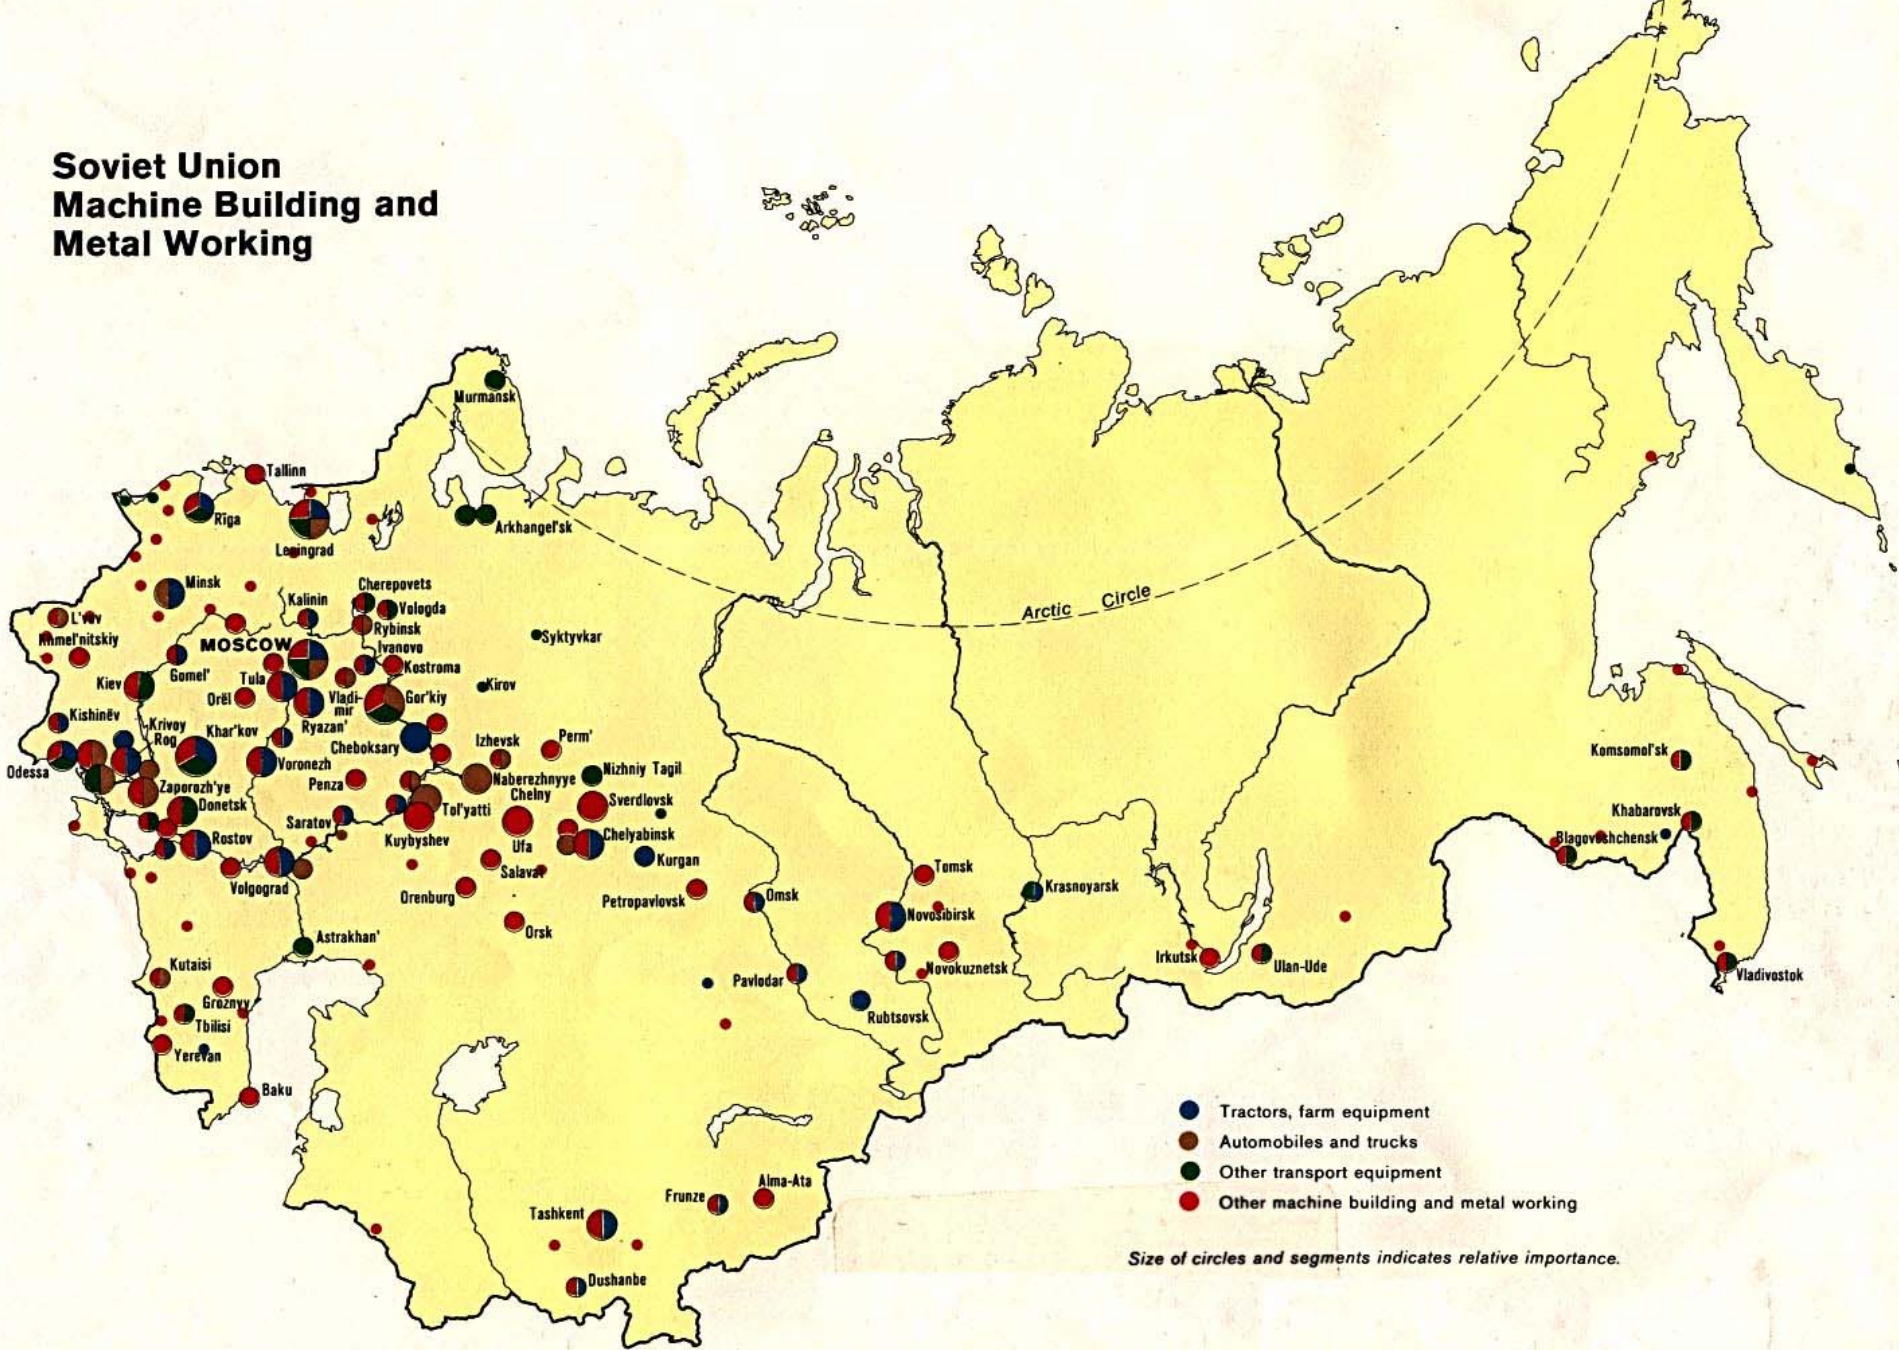 Soviet Union
Machine Building and
Metal Working
Murmansk
Tallinn
Rīga
Leningrad
Arkhangel'sk
Minsk
Cherepovets
Kalinin
Vologda
L'vov
Rybinsk
Khmel'nitskiy
MOSCOW
Ivanovo
Syktyvkar
Arctic Circle
Gomel'
Kostroma
Kiev
Tula
Kirov
Orël
Vladi-
mir
Gor'kiy
Kishinëv
Krivoy
Rog
Khar'kov
Ryazan'
Cheboksary
Izhevsk
Perm'
Komsomol'sk
Odessa
Voronezh
Nizhniy Tagil
Penza
Naberezhnyye
Chelny
Zaporozh'ye
Donetsk
Tol'yatti
Sverdlovsk
Saratov
Khabarovsk
Rostov
Kuybyshev
Ufa
Chelyabinsk
Blagoveshchensk
Kurgan
Salavat
Tomsk
Volgograd
Orenburg
Petropavlovsk
Omsk
Krasnoyarsk
Novosibirsk
Orsk
Astrakhan'
Irkutsk
Ulan-Ude
Kutaisi
Novokuznetsk
Pavlodar
Vladivostok
Groznyy
Rubtsovsk
Tbilisi
Yerevan
Baku
Tractors, farm equipment
Automobiles and trucks
Other transport equipment
Other machine building and metal working
Alma-Ata
Frunze
Tashkent
Dushanbe
Size of circles and segments indicates relative importance.